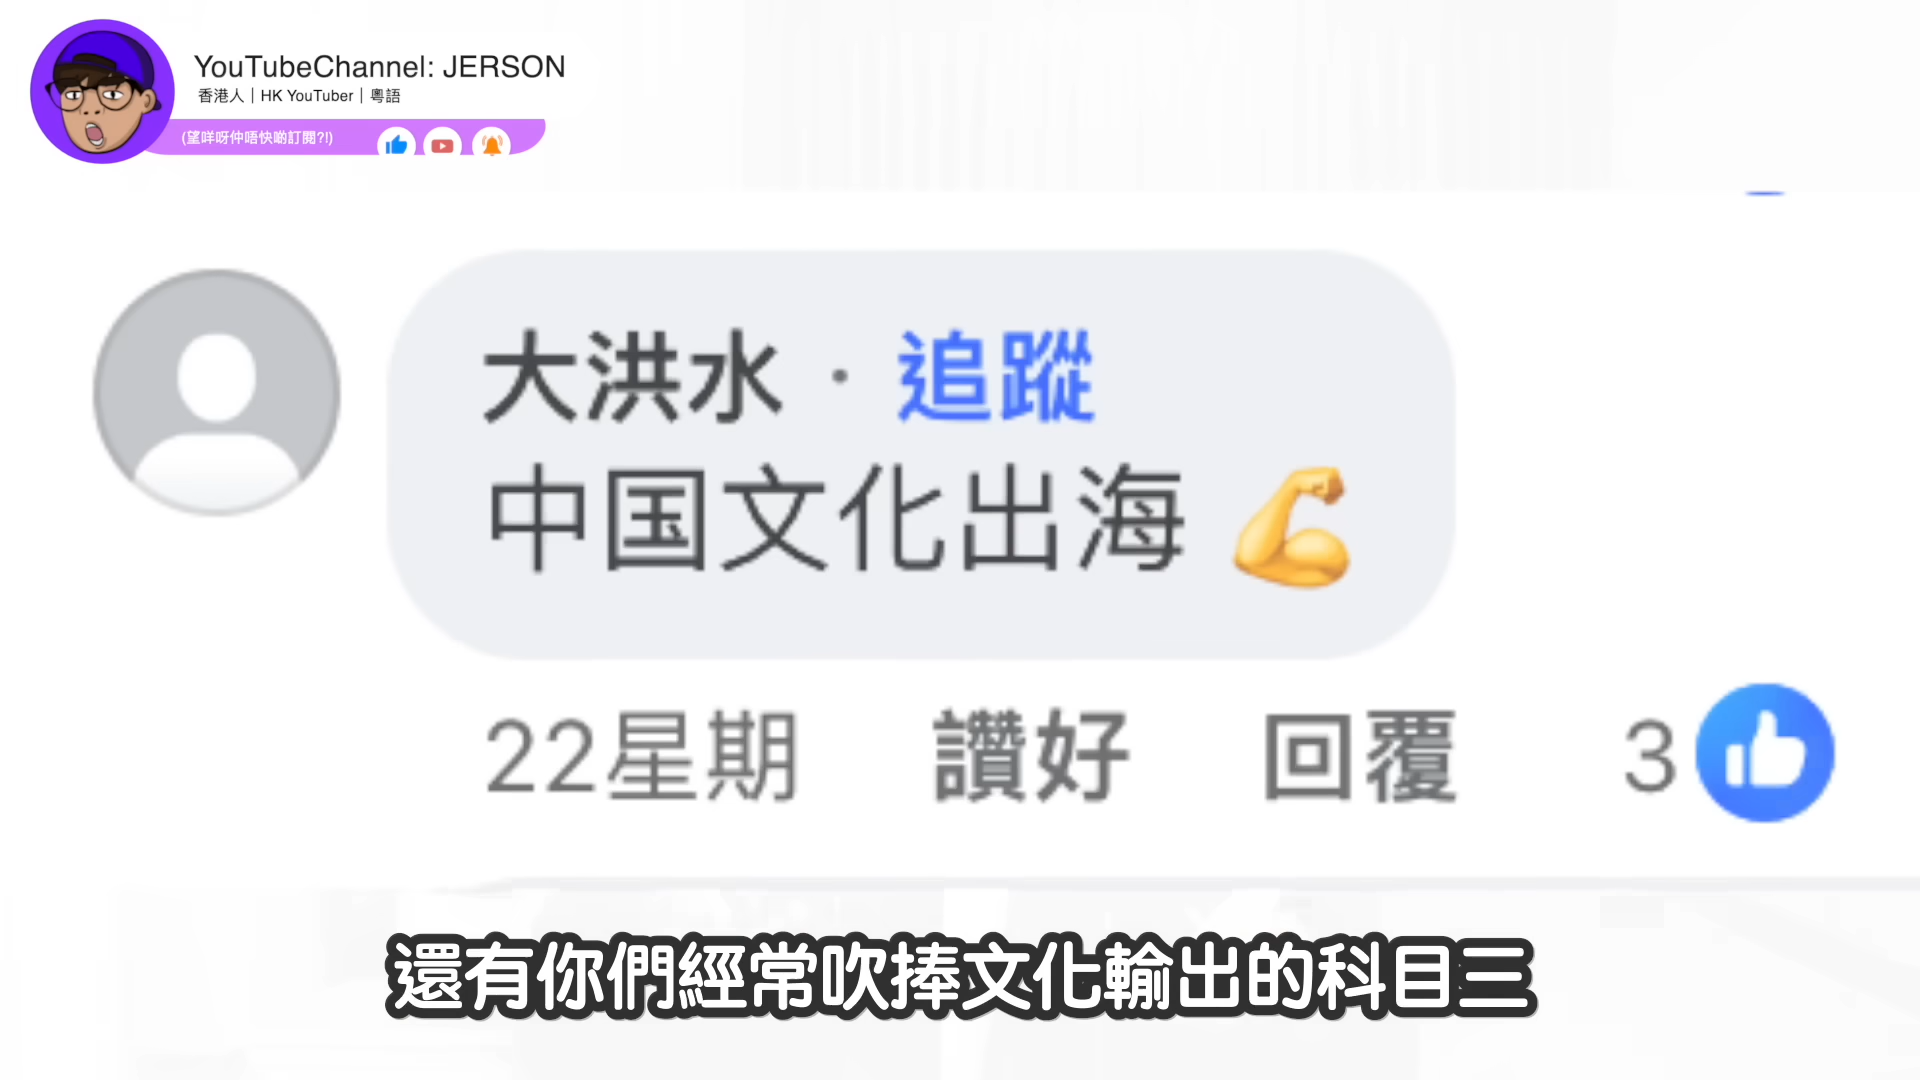 YouTubeChannel: JERSON
香港人｜HK YouTuber｜粵語
(望咩呀仲唔快啲訂閱?!)
大洪水 · 追蹤
中国文化出海 💪
22星期 讚好 回覆 3
還有你們經常吹捧文化輸出的科目三